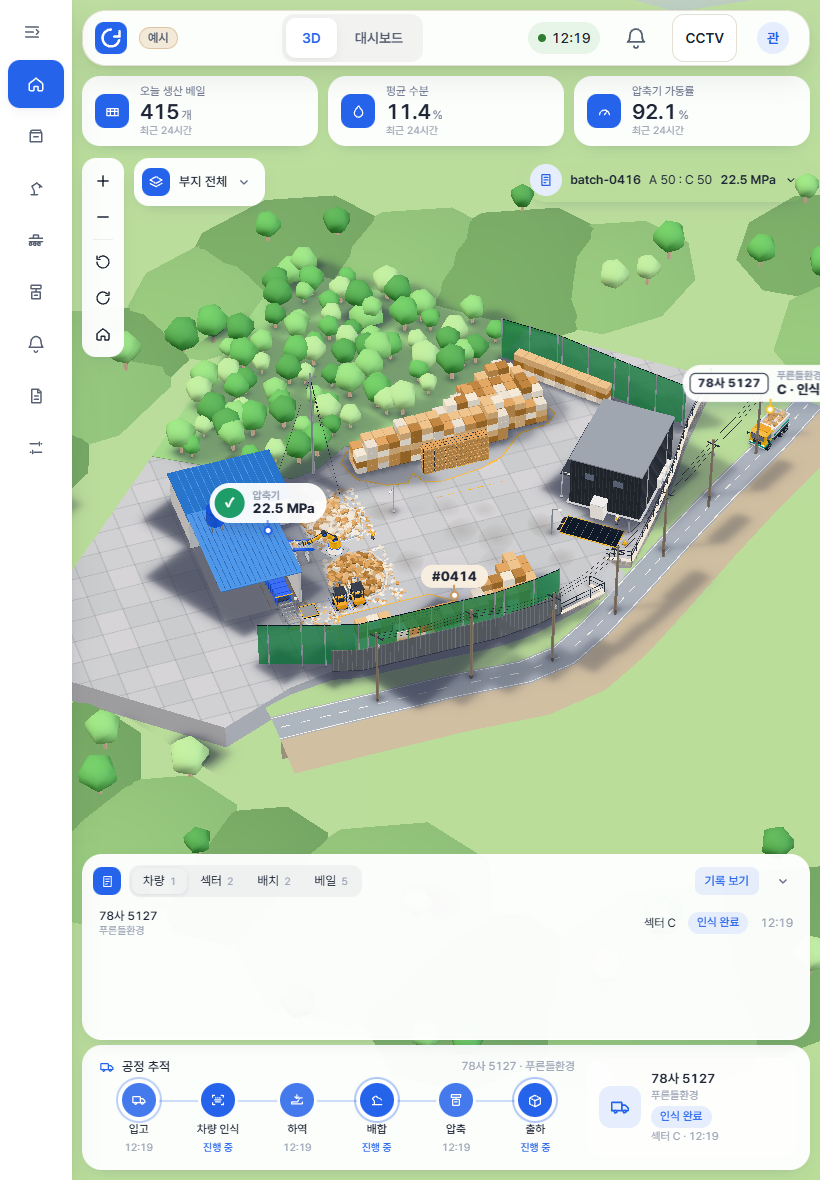 예시
3D
대시보드
12:19
CCTV
관
오늘 생산 베일
415개
최근 24시간
평균 수분
11.4%
최근 24시간
압축기 가동률
92.1%
최근 24시간
부지 전체
batch-0416 A 50 : C 50 22.5 MPa
78사 5127
푸른들환경
C · 인식
압축기
22.5 MPa
#0414
차량 1
섹터 2
배치 2
베일 5
기록 보기
78사 5127
푸른들환경
섹터 C
인식 완료
12:19
공정 추적
78사 5127 · 푸른들환경
입고
12:19
차량 인식
진행 중
하역
12:19
배합
진행 중
압축
12:19
출하
진행 중
78사 5127
푸른들환경
인식 완료
섹터 C · 12:19